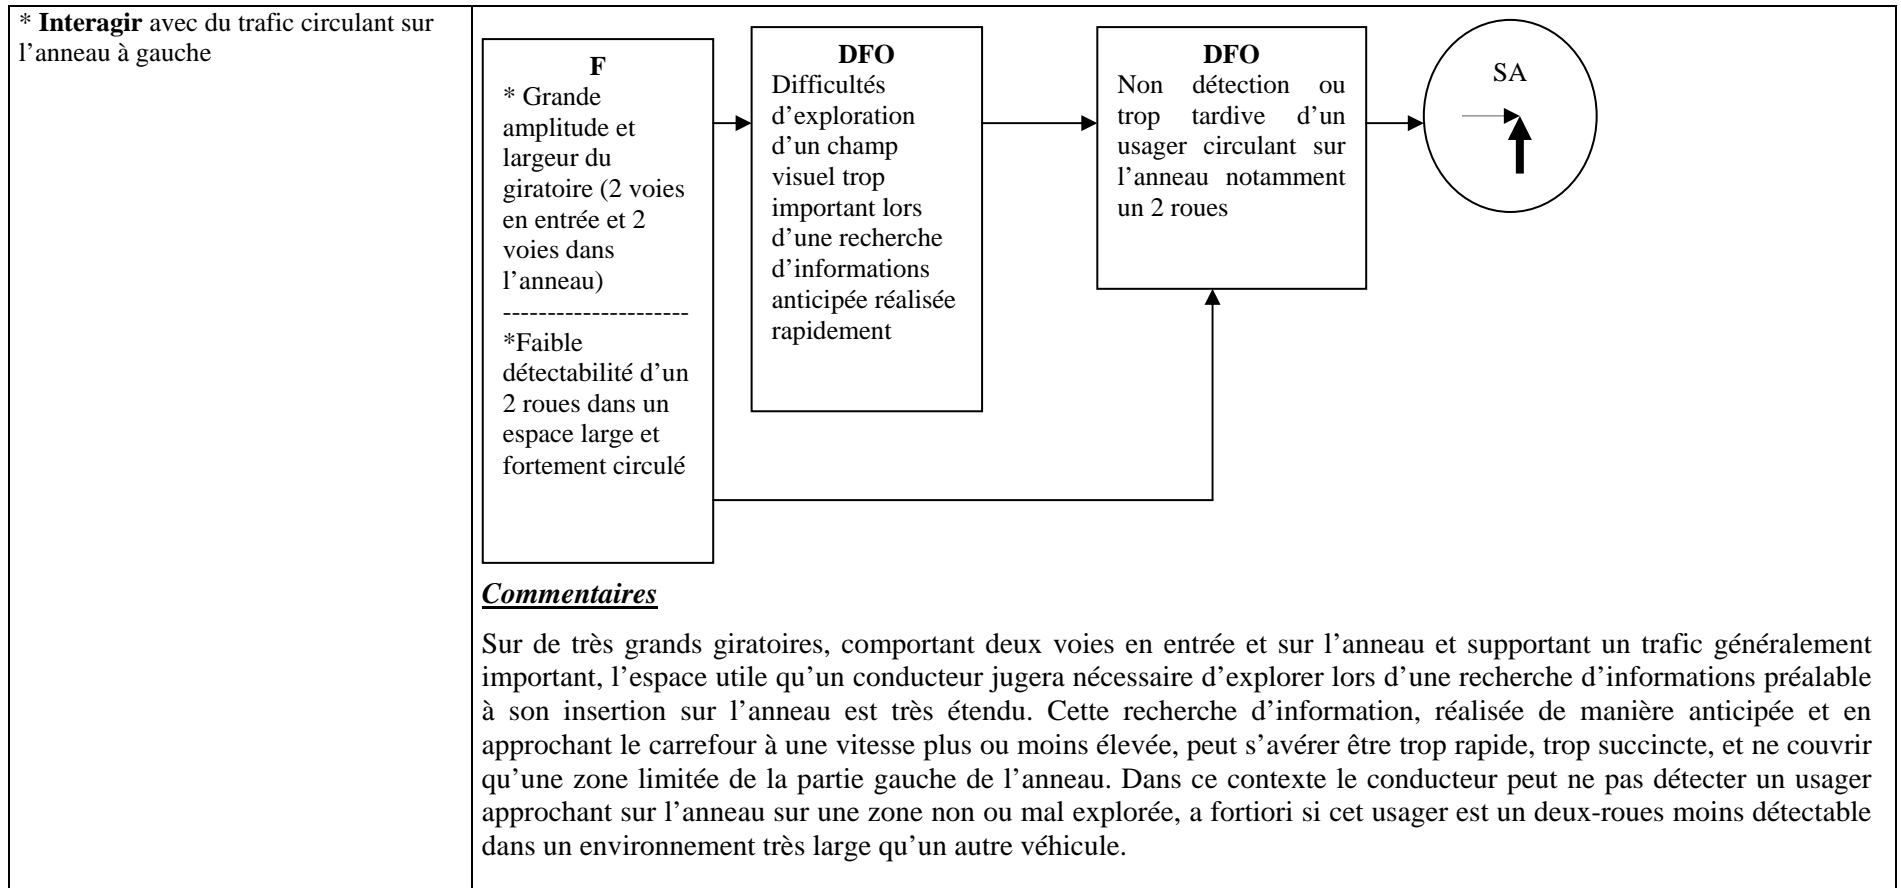 * Interagir avec du trafic circulant sur
l’anneau à gauche
F
* Grande
amplitude et
largeur du
giratoire (2 voies
en entrée et 2
voies dans
l’anneau)
---------------------
*Faible
détectabilité d’un
2 roues dans un
espace large et
fortement circulé
DFO
Difficultés
d’exploration
d’un champ
visuel trop
important lors
d’une recherche
d’informations
anticipée réalisée
rapidement
DFO
Non détection ou
trop tardive d’un
usager circulant sur
l’anneau notamment
un 2 roues
SA
Commentaires
Sur de très grands giratoires, comportant deux voies en entrée et sur l’anneau et supportant un trafic généralement
important, l’espace utile qu’un conducteur jugera nécessaire d’explorer lors d’une recherche d’informations préalable
à son insertion sur l’anneau est très étendu. Cette recherche d’information, réalisée de manière anticipée et en
approchant le carrefour à une vitesse plus ou moins élevée, peut s’avérer être trop rapide, trop succincte, et ne couvrir
qu’une zone limitée de la partie gauche de l’anneau. Dans ce contexte le conducteur peut ne pas détecter un usager
approchant sur l’anneau sur une zone non ou mal explorée, a fortiori si cet usager est un deux-roues moins détectable
dans un environnement très large qu’un autre véhicule.